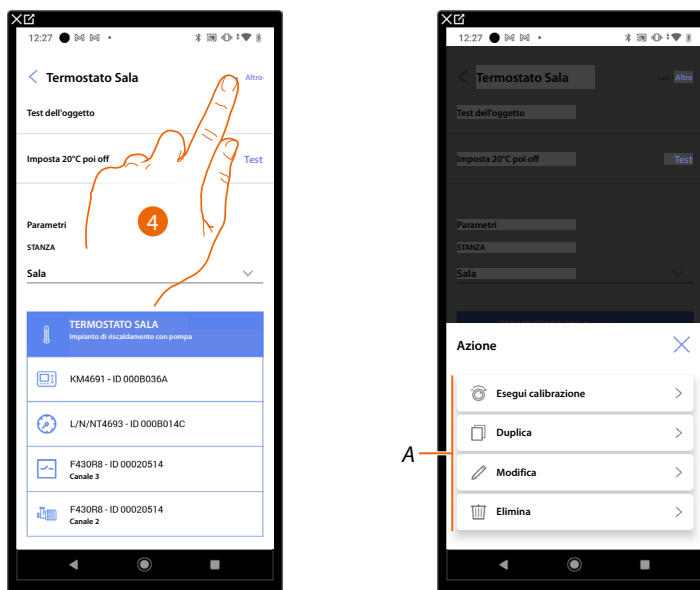 12:27
Termostato Sala
Altro
Test dell'oggetto
Imposta 20°C poi off
Test
4
Parametri
STANZA
Sala
TERMOSTATO SALA
Impianto di riscaldamento con pompa
KM4691 - ID 000B036A
L/N/NT4693 - ID 000B014C
F430R8 - ID 00020514
Canale 3
F430R8 - ID 00020514
Canale 2
12:27
Termostato Sala
Altro
Test dell'oggetto
Imposta 20°C poi off
Test
Parametri
STANZA
Sala
Azione
A
Esegui calibrazione
Duplica
Modifica
Elimina